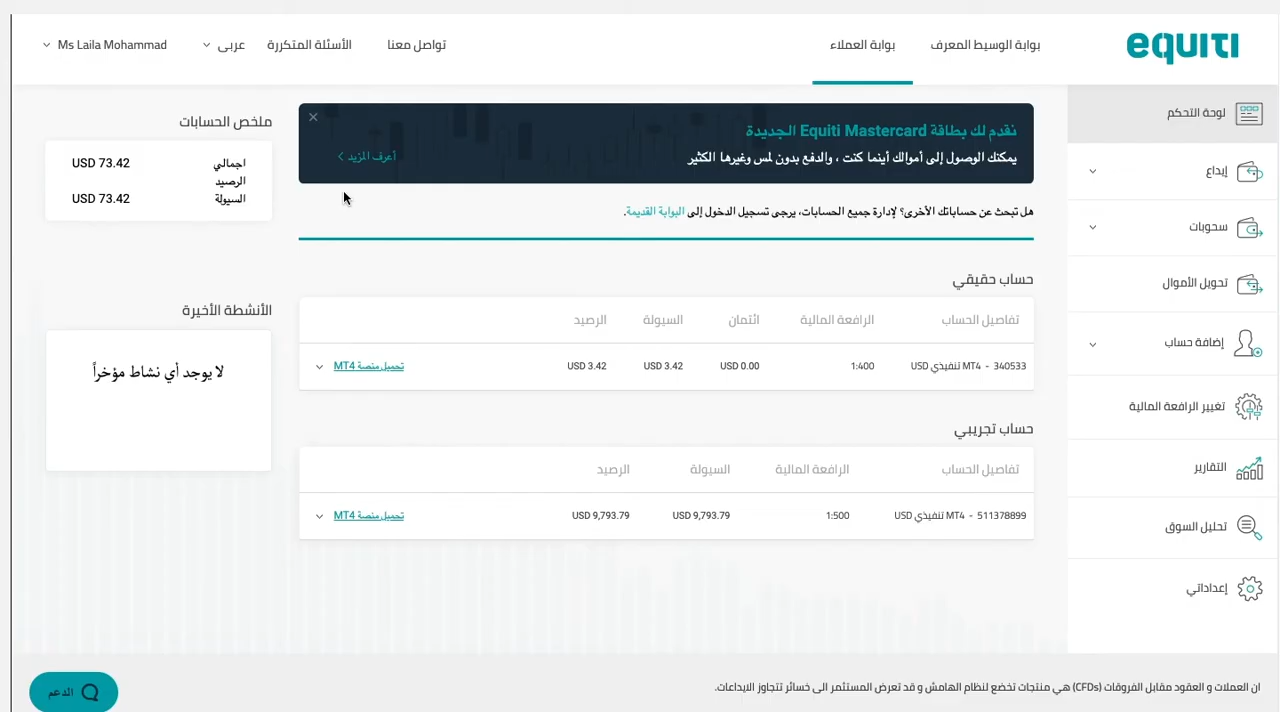 equiti
بوابة الوسيط المعرف
بوابة العملاء
تواصل معنا
الأسئلة المتكررة
عربى
Ms Laila Mohammad
لوحة التحكم
إيداع
سحوبات
تحويل الأموال
إضافة حساب
تغيير الرافعة المالية
التقارير
تحليل السوق
إعداداتي
نقدم لك بطاقة Equiti Mastercard الجديدة
يمكنك الوصول إلى أموالك أينما كنت ، والدفع بدون لمس وغيرها الكثير
أعرف المزيد
هل تبحث عن حساباتك الأخرى؟ لإدارة جميع الحسابات، يرجى تسجيل الدخول إلى البوابة القديمة.
حساب حقيقي
تفاصيل الحساب الرافعة المالية ائتمان السيولة الرصيد
340533 - MT4 تنفيذي USD 1:400 USD 0.00 USD 3.42 USD 3.42 تحميل منصة MT4
حساب تجريبي
تفاصيل الحساب الرافعة المالية السيولة الرصيد
511378899 - MT4 تنفيذي USD 1:500 USD 9,793.79 USD 9,793.79 تحميل منصة MT4
ملخص الحسابات
اجمالي الرصيد USD 73.42
السيولة USD 73.42
الأنشطة الأخيرة
لا يوجد أي نشاط مؤخراً
ان العملات و العقود مقابل الفروقات (CFDs) هي منتجات تخضع لنظام الهامش و قد تعرض المستثمر الى خسائر تتجاوز الايداعات.
الدعم